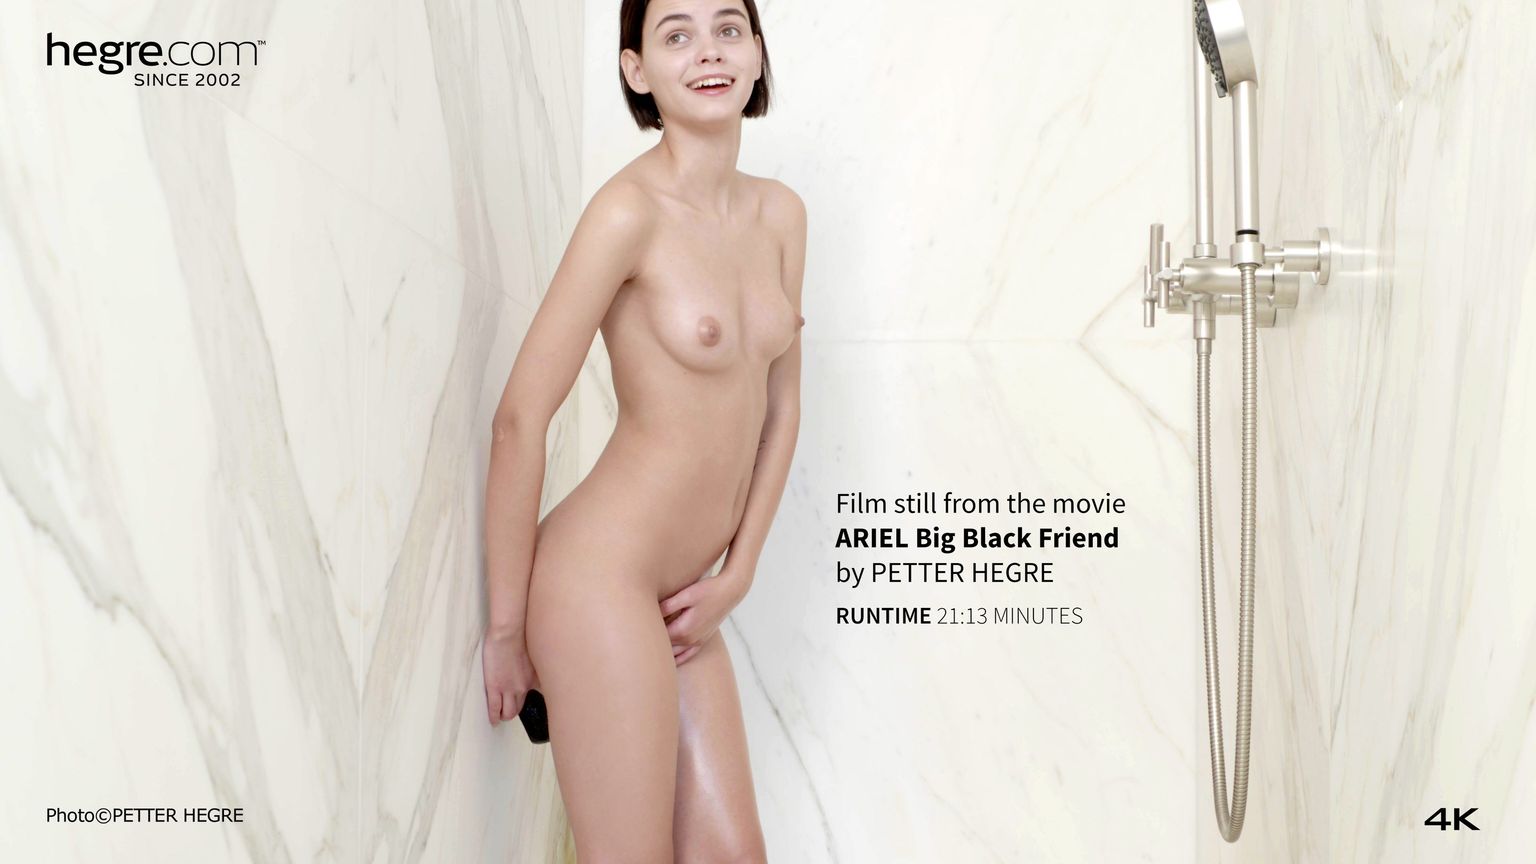 hegre.com™
SINCE 2002
Film still from the movie
ARIEL Big Black Friend
by PETTER HEGRE
RUNTIME 21:13 MINUTES
Photo©PETTER HEGRE
4K